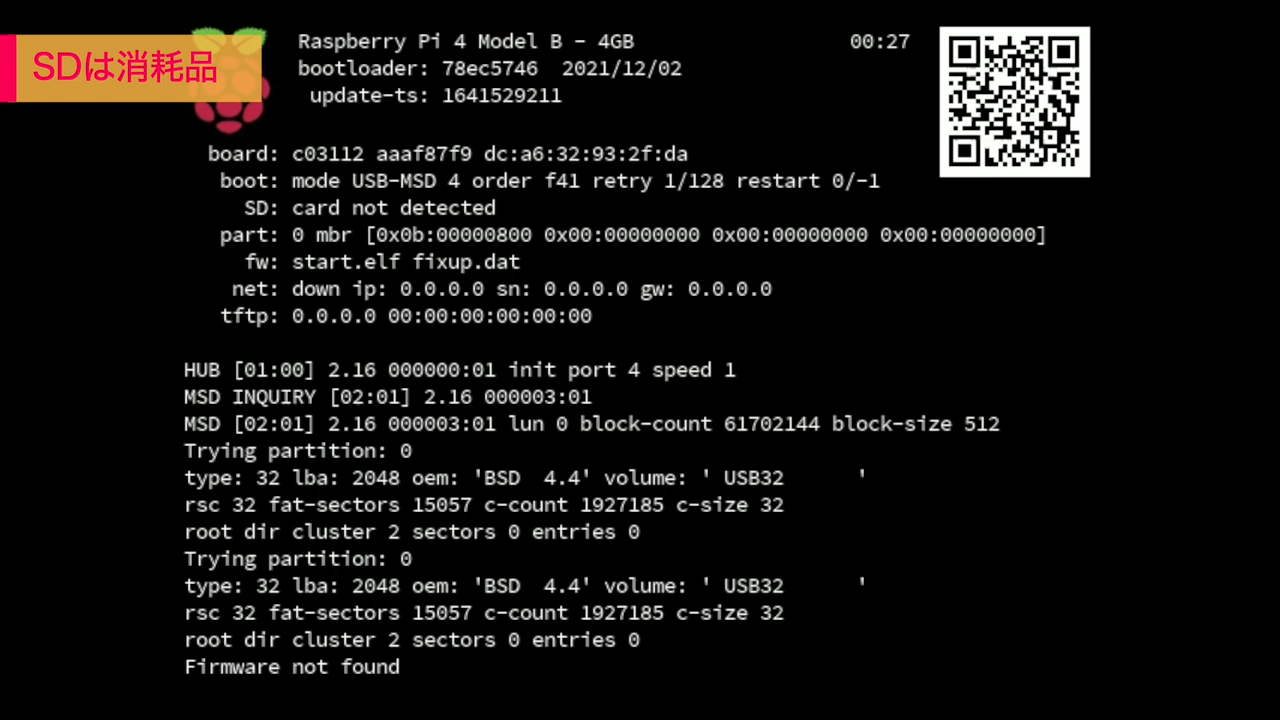 SDは消耗品
Raspberry Pi 4 Model B - 4GB 00:27
bootloader: 78ec5746 2021/12/02
update-ts: 1641529211
board: c03112 aaaf87f9 dc:a6:32:93:2f:da
boot: mode USB-MSD 4 order f41 retry 1/128 restart 0/-1
SD: card not detected
part: 0 mbr [0x0b:00000800 0x00:00000000 0x00:00000000 0x00:00000000]
fw: start.elf fixup.dat
net: down ip: 0.0.0.0 sn: 0.0.0.0 gw: 0.0.0.0
tftp: 0.0.0.0 00:00:00:00:00:00
HUB [01:00] 2.16 000000:01 init port 4 speed 1
MSD INQUIRY [02:01] 2.16 000003:01
MSD [02:01] 2.16 000003:01 lun 0 block-count 61702144 block-size 512
Trying partition: 0
type: 32 lba: 2048 oem: 'BSD  4.4' volume: ' USB32      '
rsc 32 fat-sectors 15057 c-count 1927185 c-size 32
root dir cluster 2 sectors 0 entries 0
Trying partition: 0
type: 32 lba: 2048 oem: 'BSD  4.4' volume: ' USB32      '
rsc 32 fat-sectors 15057 c-count 1927185 c-size 32
root dir cluster 2 sectors 0 entries 0
Firmware not found